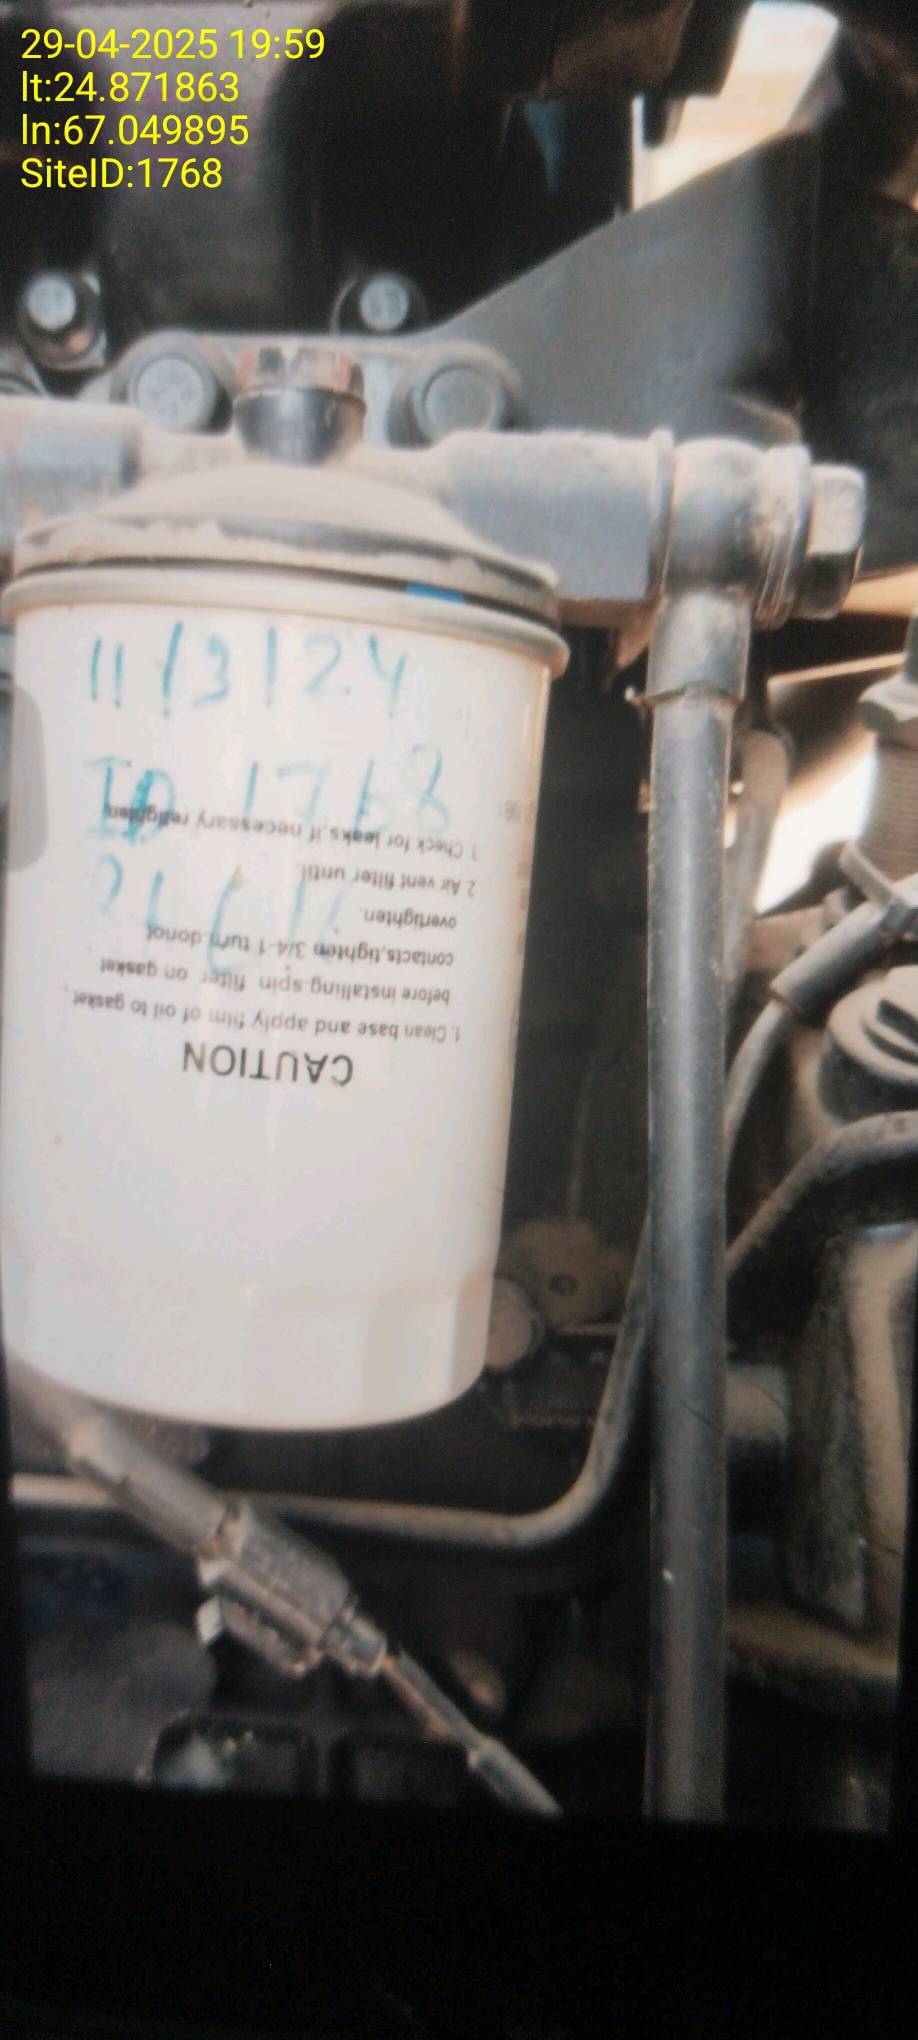 29-04-2025 19:59
lt:24.871863
ln:67.049895
SiteID:1768
11/3/24
ID 1768
CAUTION
1. Clean base and apply film of oil to gasket,
before installing spin filter on gasket
contacts,tighten 3/4-1 turn donot
overtighten.
2 Air vent filter until.
3 Check for leaks,if necessary retighten